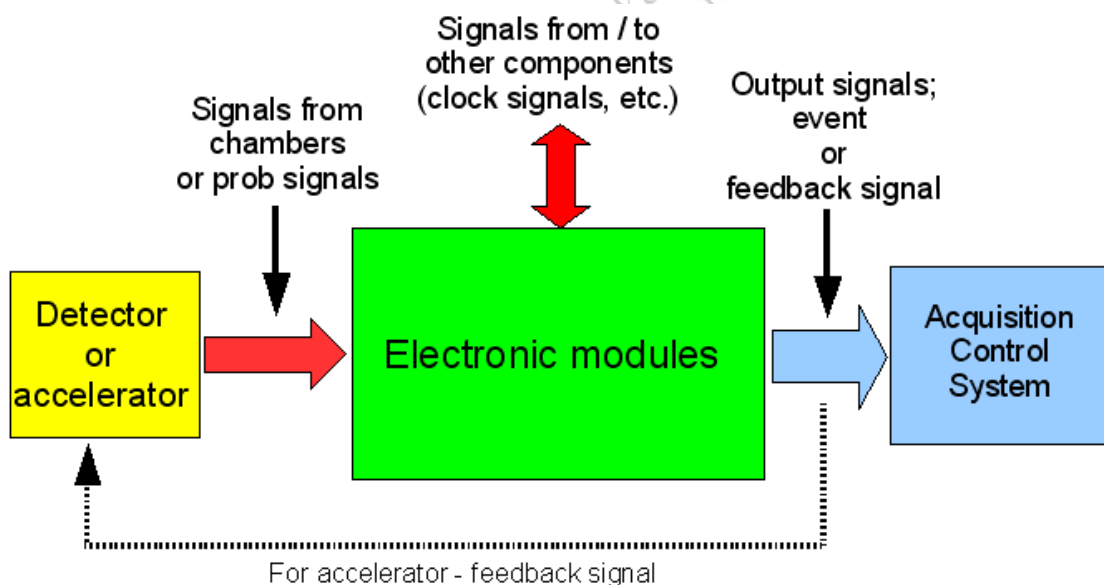 Signals from / to
other components
(clock signals, etc.)
Signals from
chambers
or prob signals
Output signals;
event
or
feedback signal
Detector
or
accelerator
Electronic modules
Acquisition
Control
System
For accelerator - feedback signal